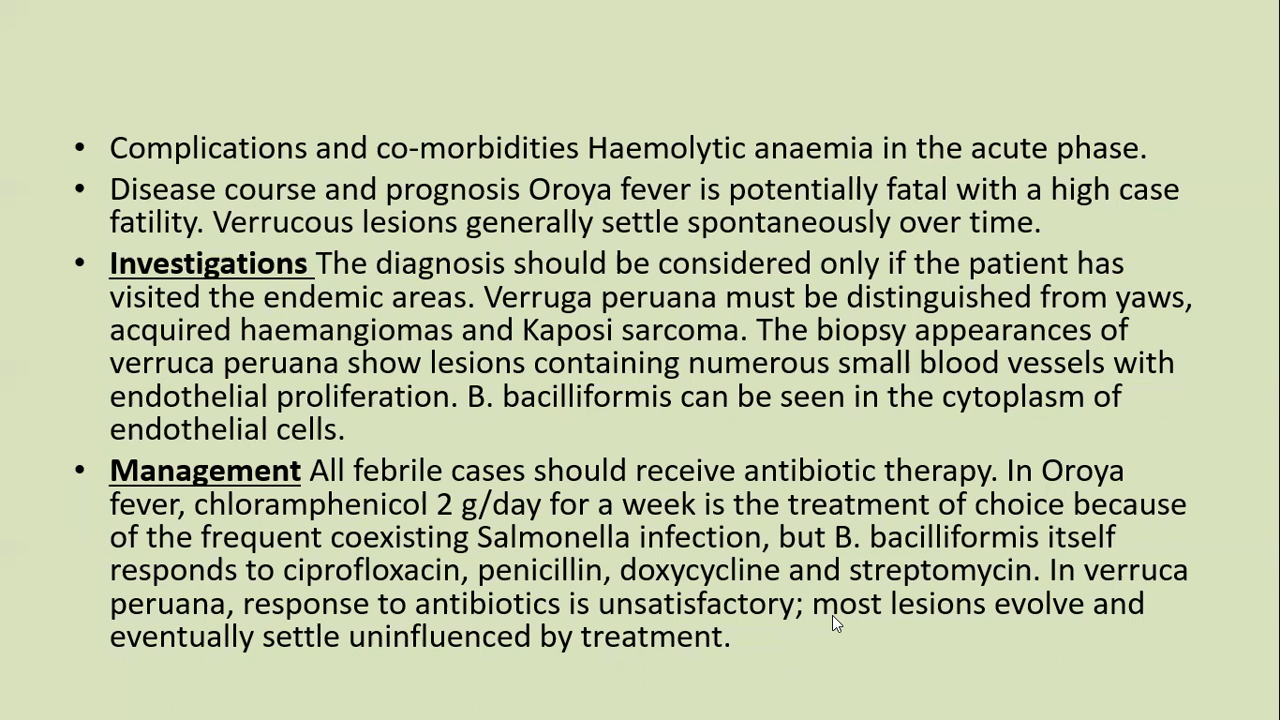 • Complications and co-morbidities Haemolytic anaemia in the acute phase.
• Disease course and prognosis Oroya fever is potentially fatal with a high case
fatility. Verrucous lesions generally settle spontaneously over time.
• Investigations The diagnosis should be considered only if the patient has
visited the endemic areas. Verruga peruana must be distinguished from yaws,
acquired haemangiomas and Kaposi sarcoma. The biopsy appearances of
verruca peruana show lesions containing numerous small blood vessels with
endothelial proliferation. B. bacilliformis can be seen in the cytoplasm of
endothelial cells.
• Management All febrile cases should receive antibiotic therapy. In Oroya
fever, chloramphenicol 2 g/day for a week is the treatment of choice because
of the frequent coexisting Salmonella infection, but B. bacilliformis itself
responds to ciprofloxacin, penicillin, doxycycline and streptomycin. In verruca
peruana, response to antibiotics is unsatisfactory; most lesions evolve and
eventually settle uninfluenced by treatment.